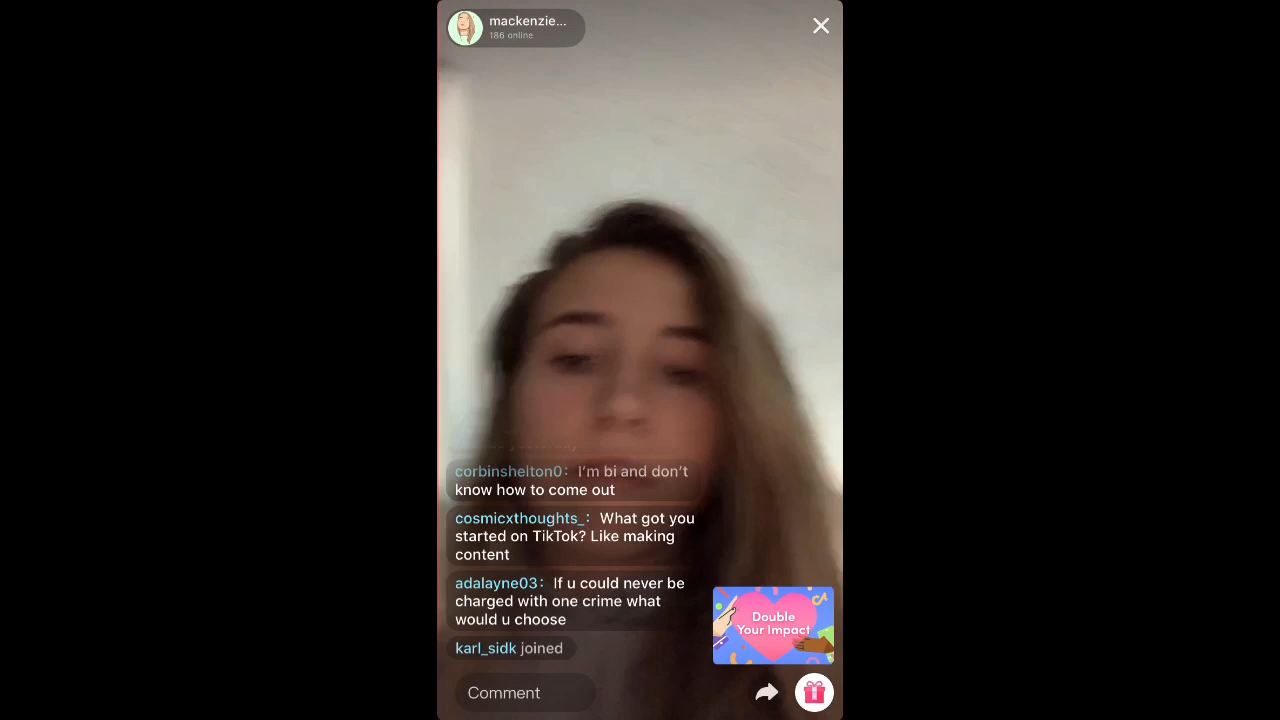 mackenzie...
186 online
corbinshelton0: I'm bi and don't
know how to come out
cosmicxthoughts_: What got you
started on TikTok? Like making
content
adalayne03: If u could never be
charged with one crime what
would u choose
karl_sidk joined
Double
Your Impact
Comment